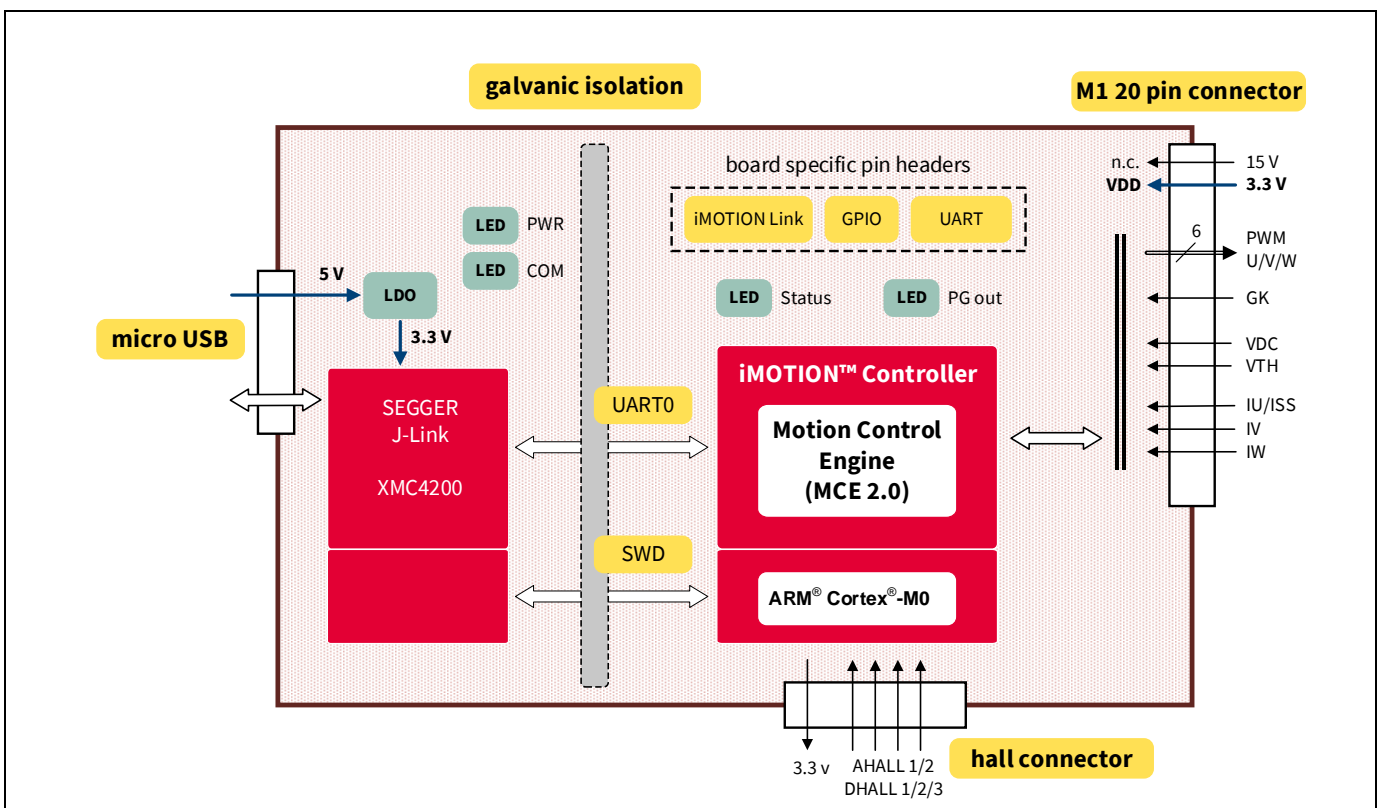 galvanic isolation
M1 20 pin connector
board specific pin headers
n.c.
15 V
VDD
3.3 V
iMOTION Link
GPIO
UART
6
PWM
U/V/W
LED
PWR
LED
COM
5 V
LDO
LED
Status
LED
PG out
GK
micro USB
3.3 V
VDC
VTH
SEGGER
J-Link
XMC4200
UART0
iMOTION™ Controller
Motion Control
Engine
(MCE 2.0)
IU/ISS
IV
IW
SWD
ARM® Cortex®-M0
hall connector
3.3 v
AHALL 1/2
DHALL 1/2/3